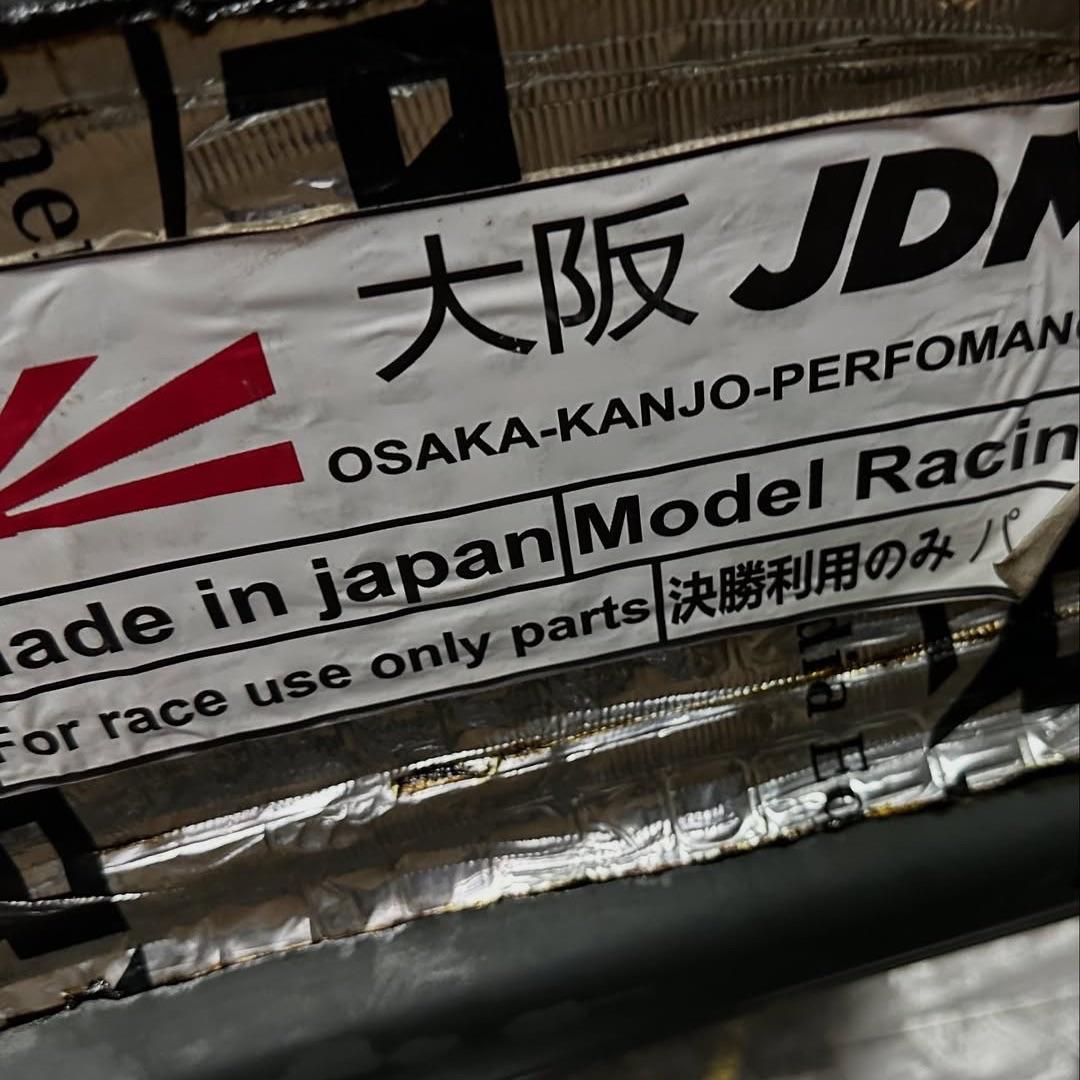 大阪 JDM
OSAKA-KANJO-PERFOMANC
Made in japan Model Racin
For race use only parts 決勝利用のみ パ